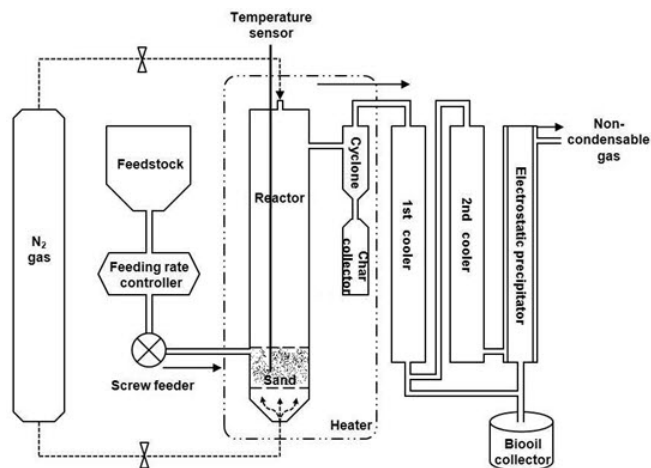 Temperature
sensor
Feedstock
Reactor
Cyclone
Char
collector
1st cooler
2nd cooler
Electrostatic precipitator
Non-
condensable
gas
N2
gas
Feeding rate
controller
Screw feeder
Sand
Heater
Biooil
collector